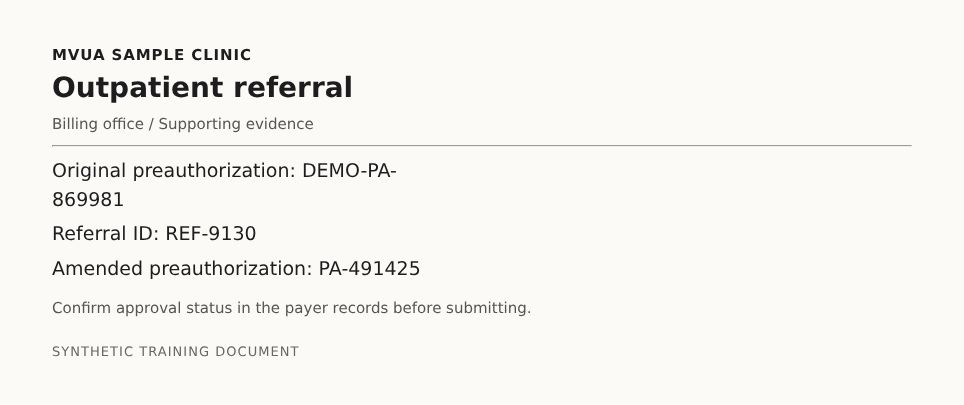 MVUA SAMPLE CLINIC
Outpatient referral
Billing office / Supporting evidence
Original preauthorization: DEMO-PA-
869981
Referral ID: REF-9130
Amended preauthorization: PA-491425
Confirm approval status in the payer records before submitting.
SYNTHETIC TRAINING DOCUMENT